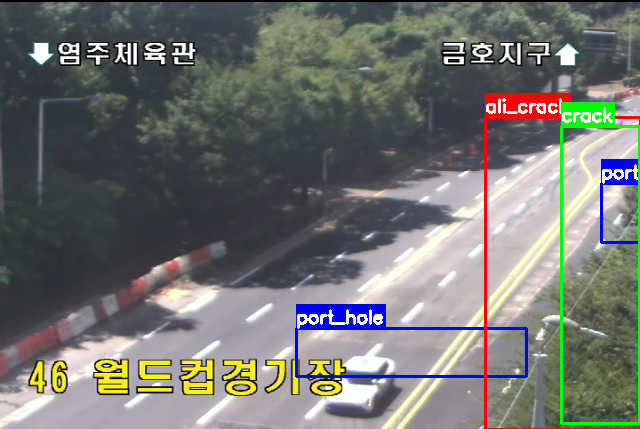 염주체육관
금호지구
ali_crack
crack
port
port_hole
46 월드컵경기장